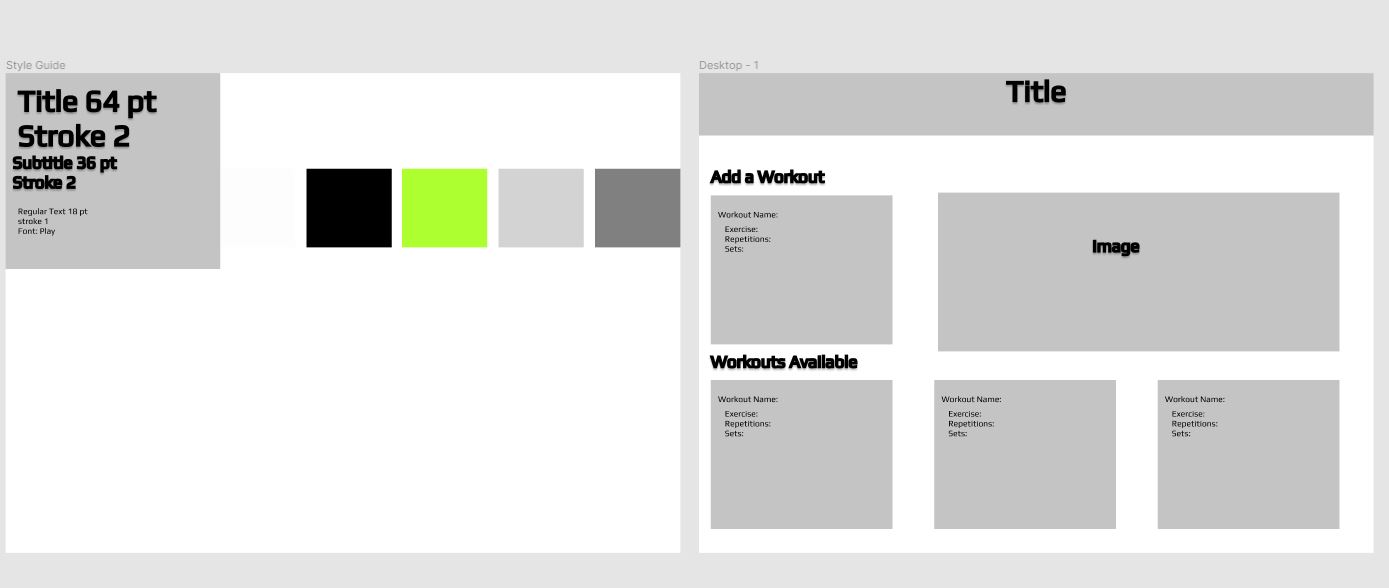 Style Guide
Title 64 pt
Stroke 2
Subtitle 36 pt
Stroke 2
Regular Text 18 pt
stroke 1
Font: Play
Desktop - 1
Title
Add a Workout
Workout Name:
Exercise:
Repetitions:
Sets:
Image
Workouts Available
Workout Name:
Exercise:
Repetitions:
Sets:
Workout Name:
Exercise:
Repetitions:
Sets:
Workout Name:
Exercise:
Repetitions:
Sets: